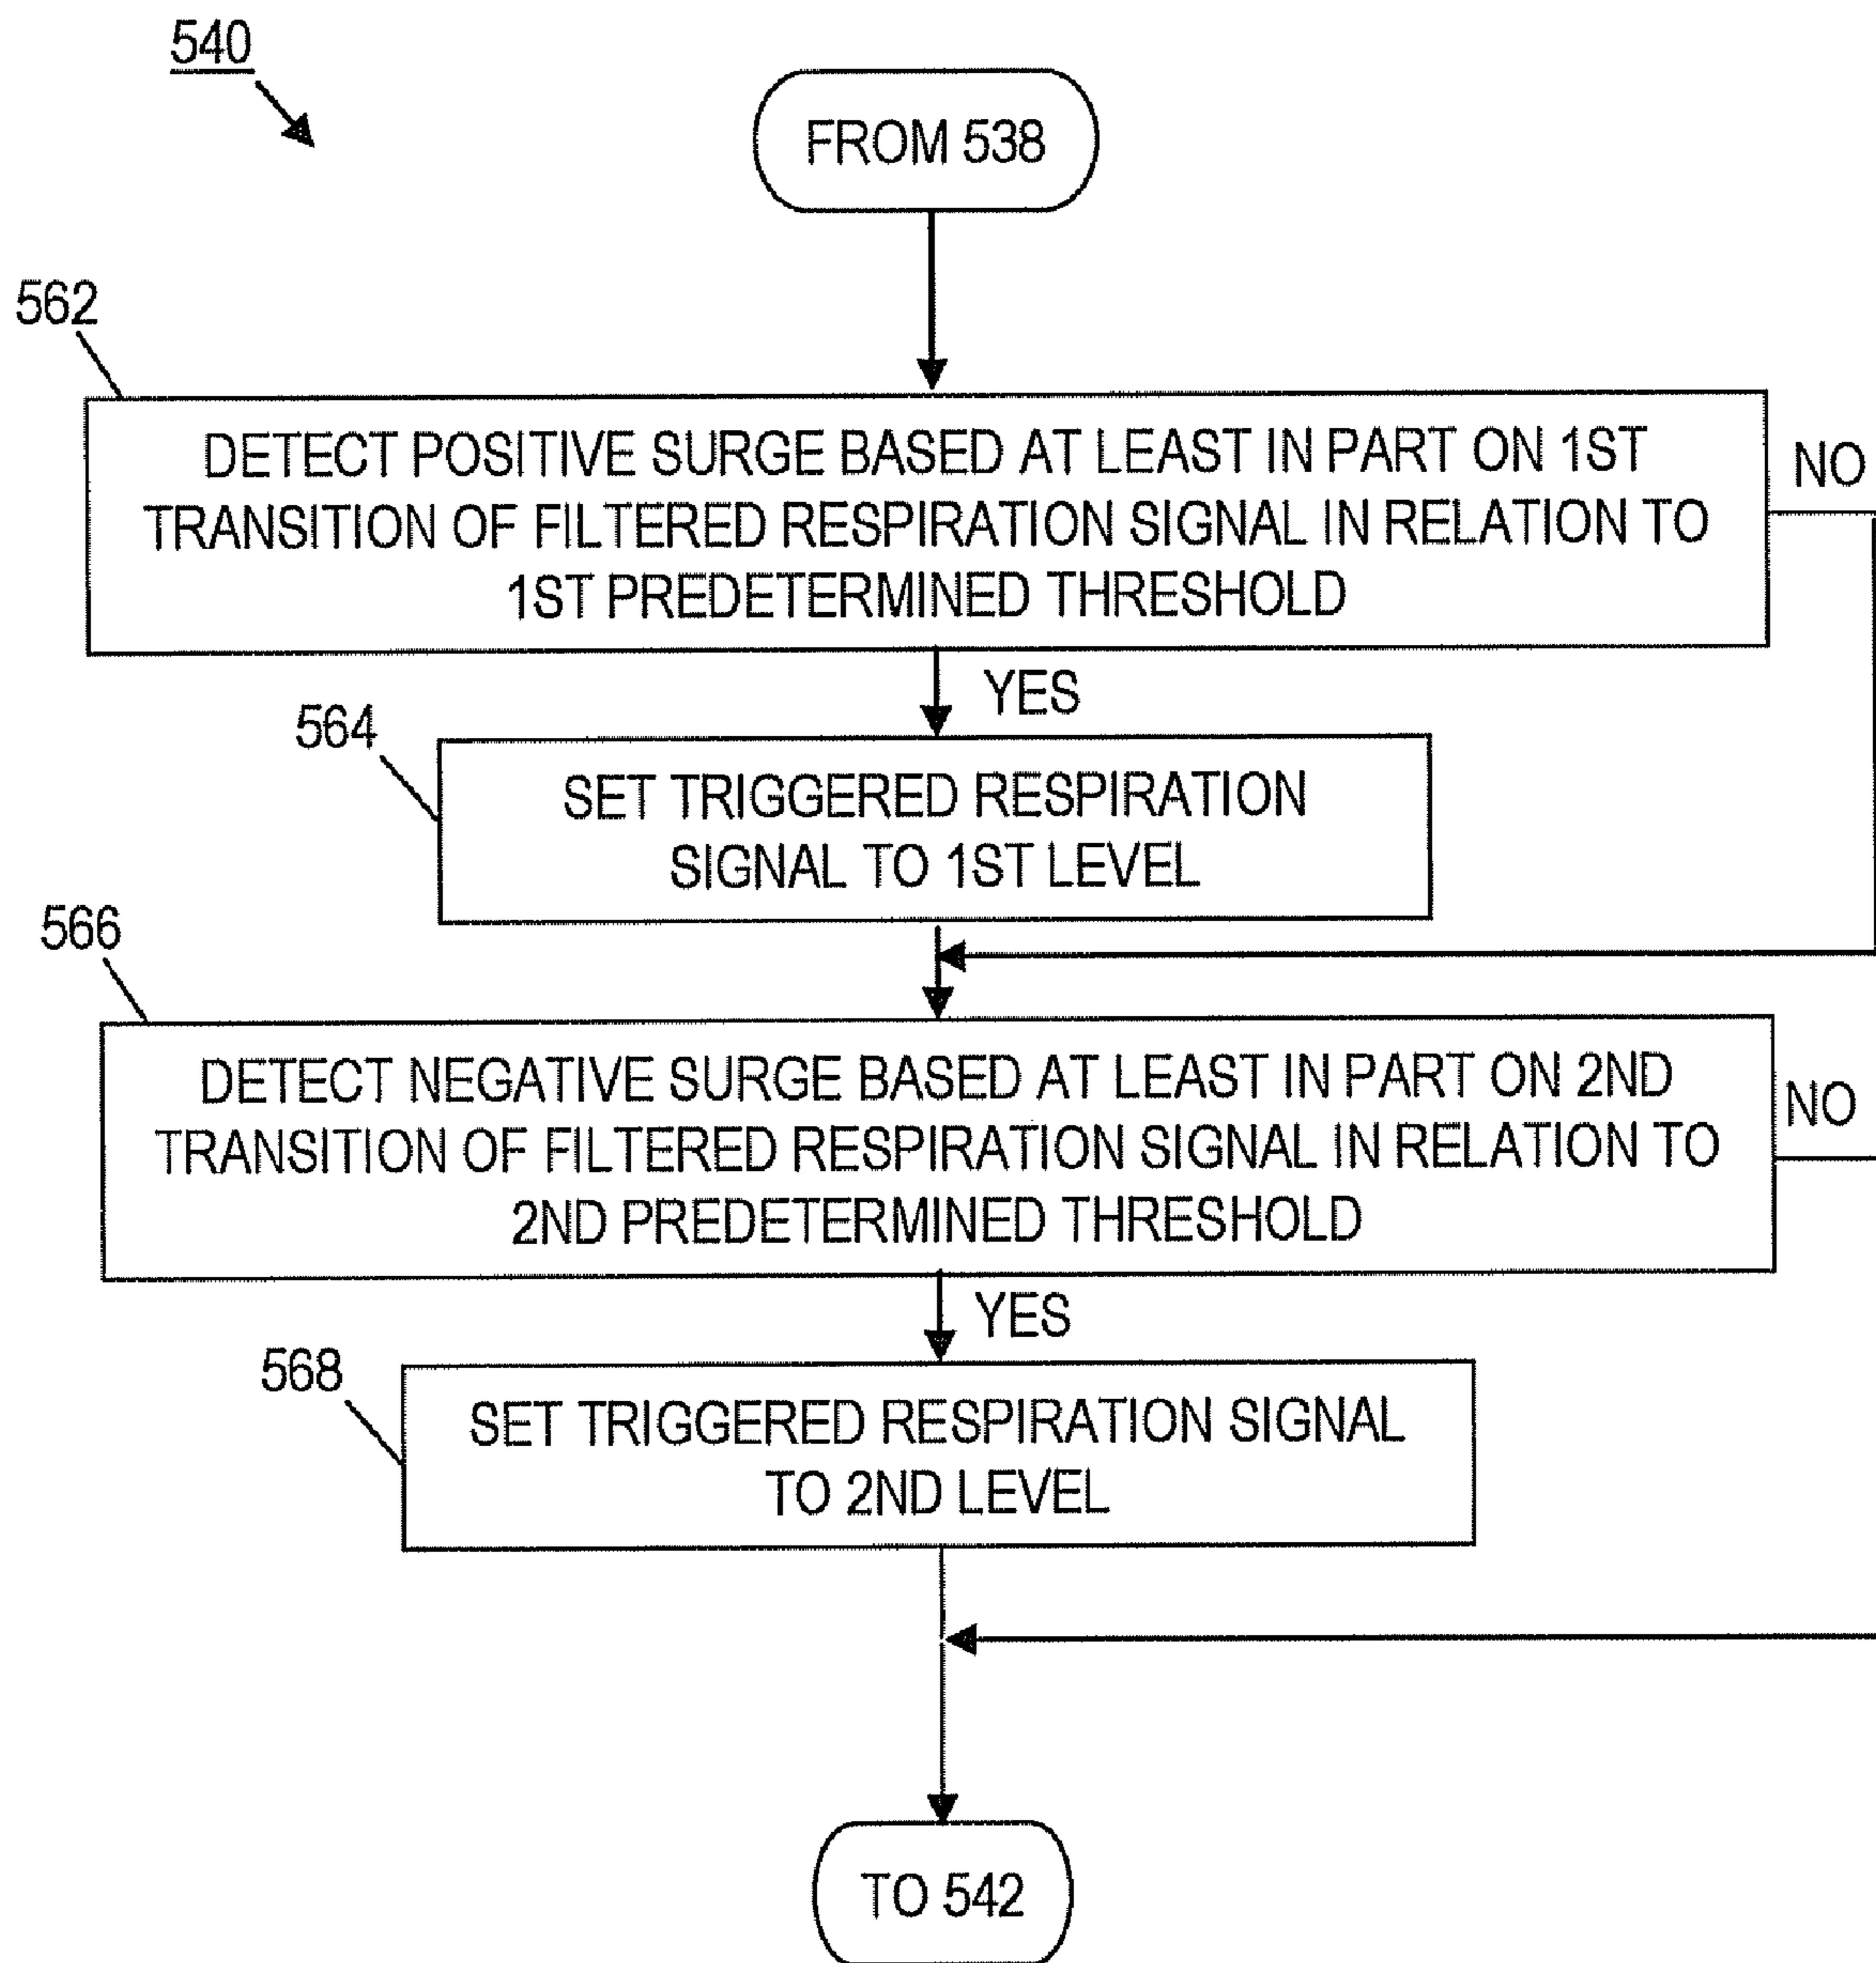 540
FROM 538
562
DETECT POSITIVE SURGE BASED AT LEAST IN PART ON 1ST
TRANSITION OF FILTERED RESPIRATION SIGNAL IN RELATION TO
1ST PREDETERMINED THRESHOLD
NO
YES
564
SET TRIGGERED RESPIRATION
SIGNAL TO 1ST LEVEL
566
DETECT NEGATIVE SURGE BASED AT LEAST IN PART ON 2ND
TRANSITION OF FILTERED RESPIRATION SIGNAL IN RELATION TO
2ND PREDETERMINED THRESHOLD
NO
YES
568
SET TRIGGERED RESPIRATION SIGNAL
TO 2ND LEVEL
TO 542